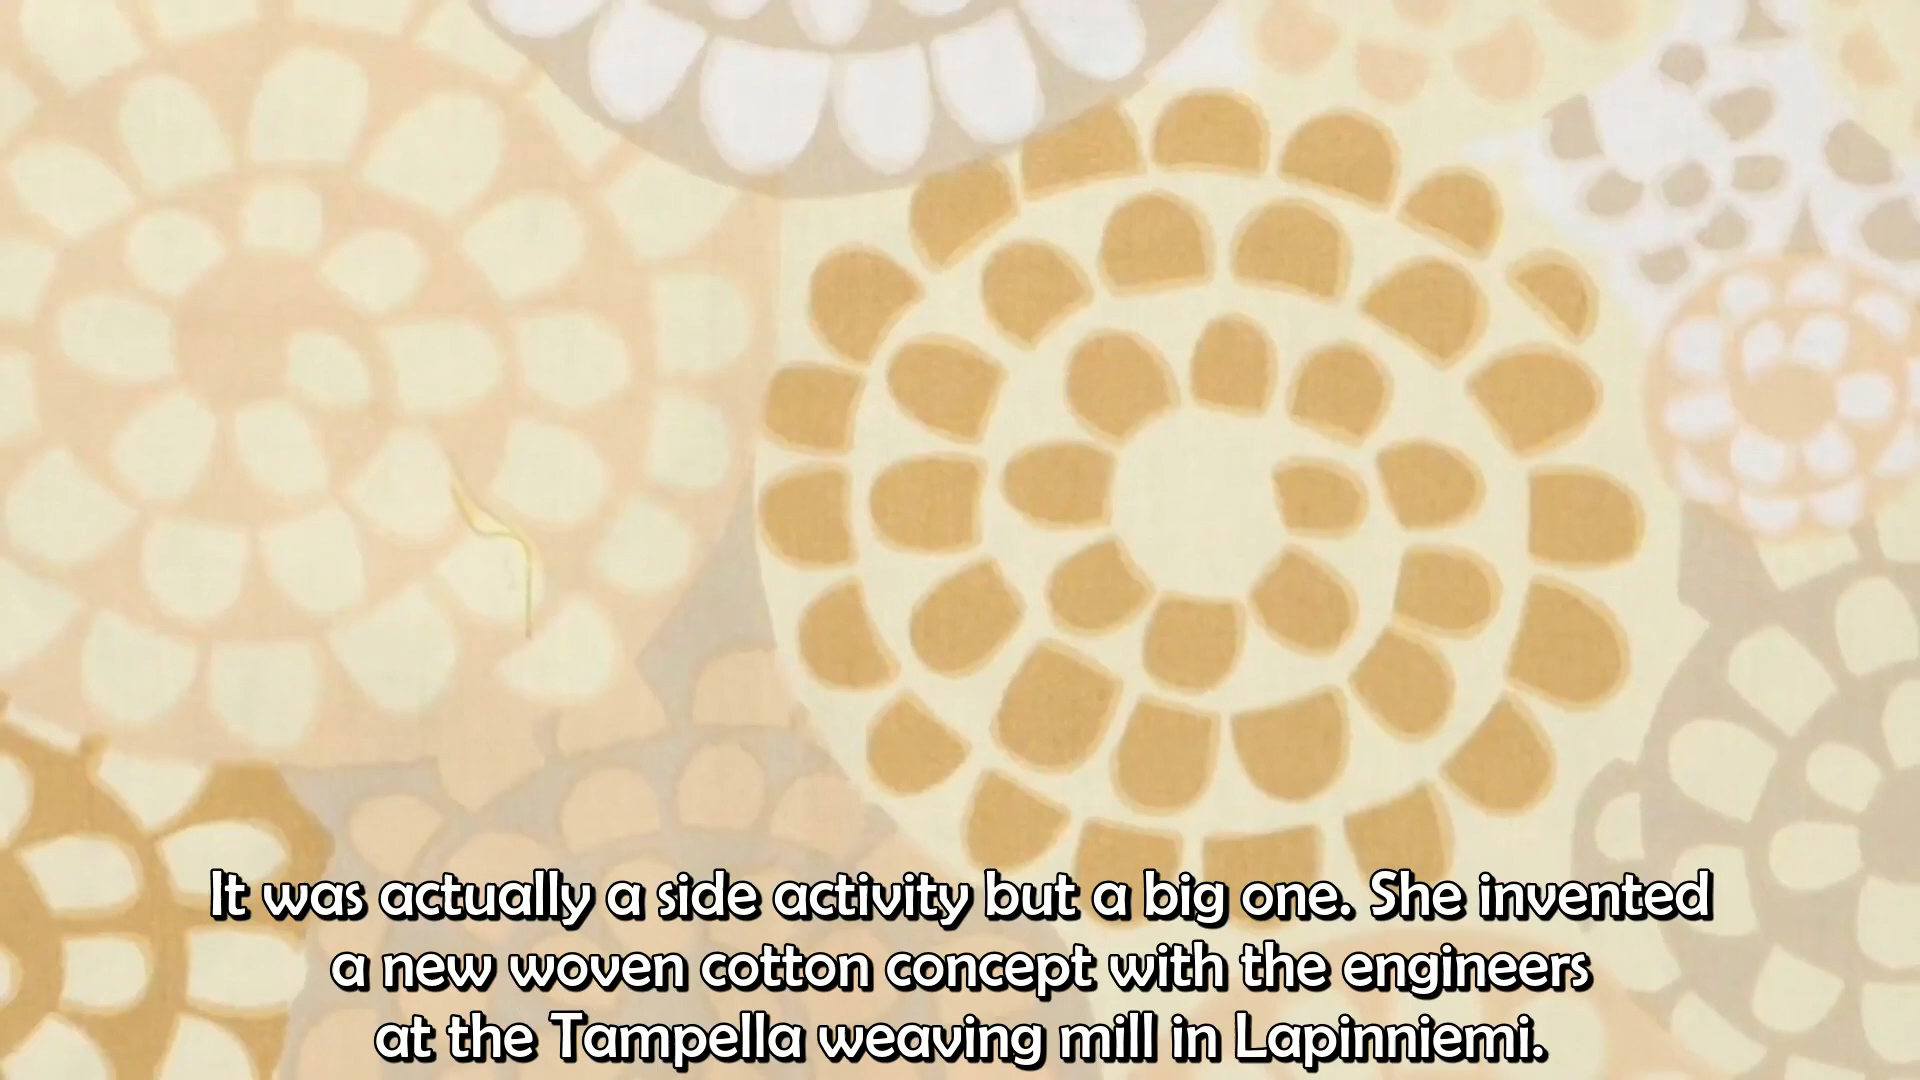 It was actually a side activity but a big one. She invented
a new woven cotton concept with the engineers
at the Tampella weaving mill in Lapinniemi.